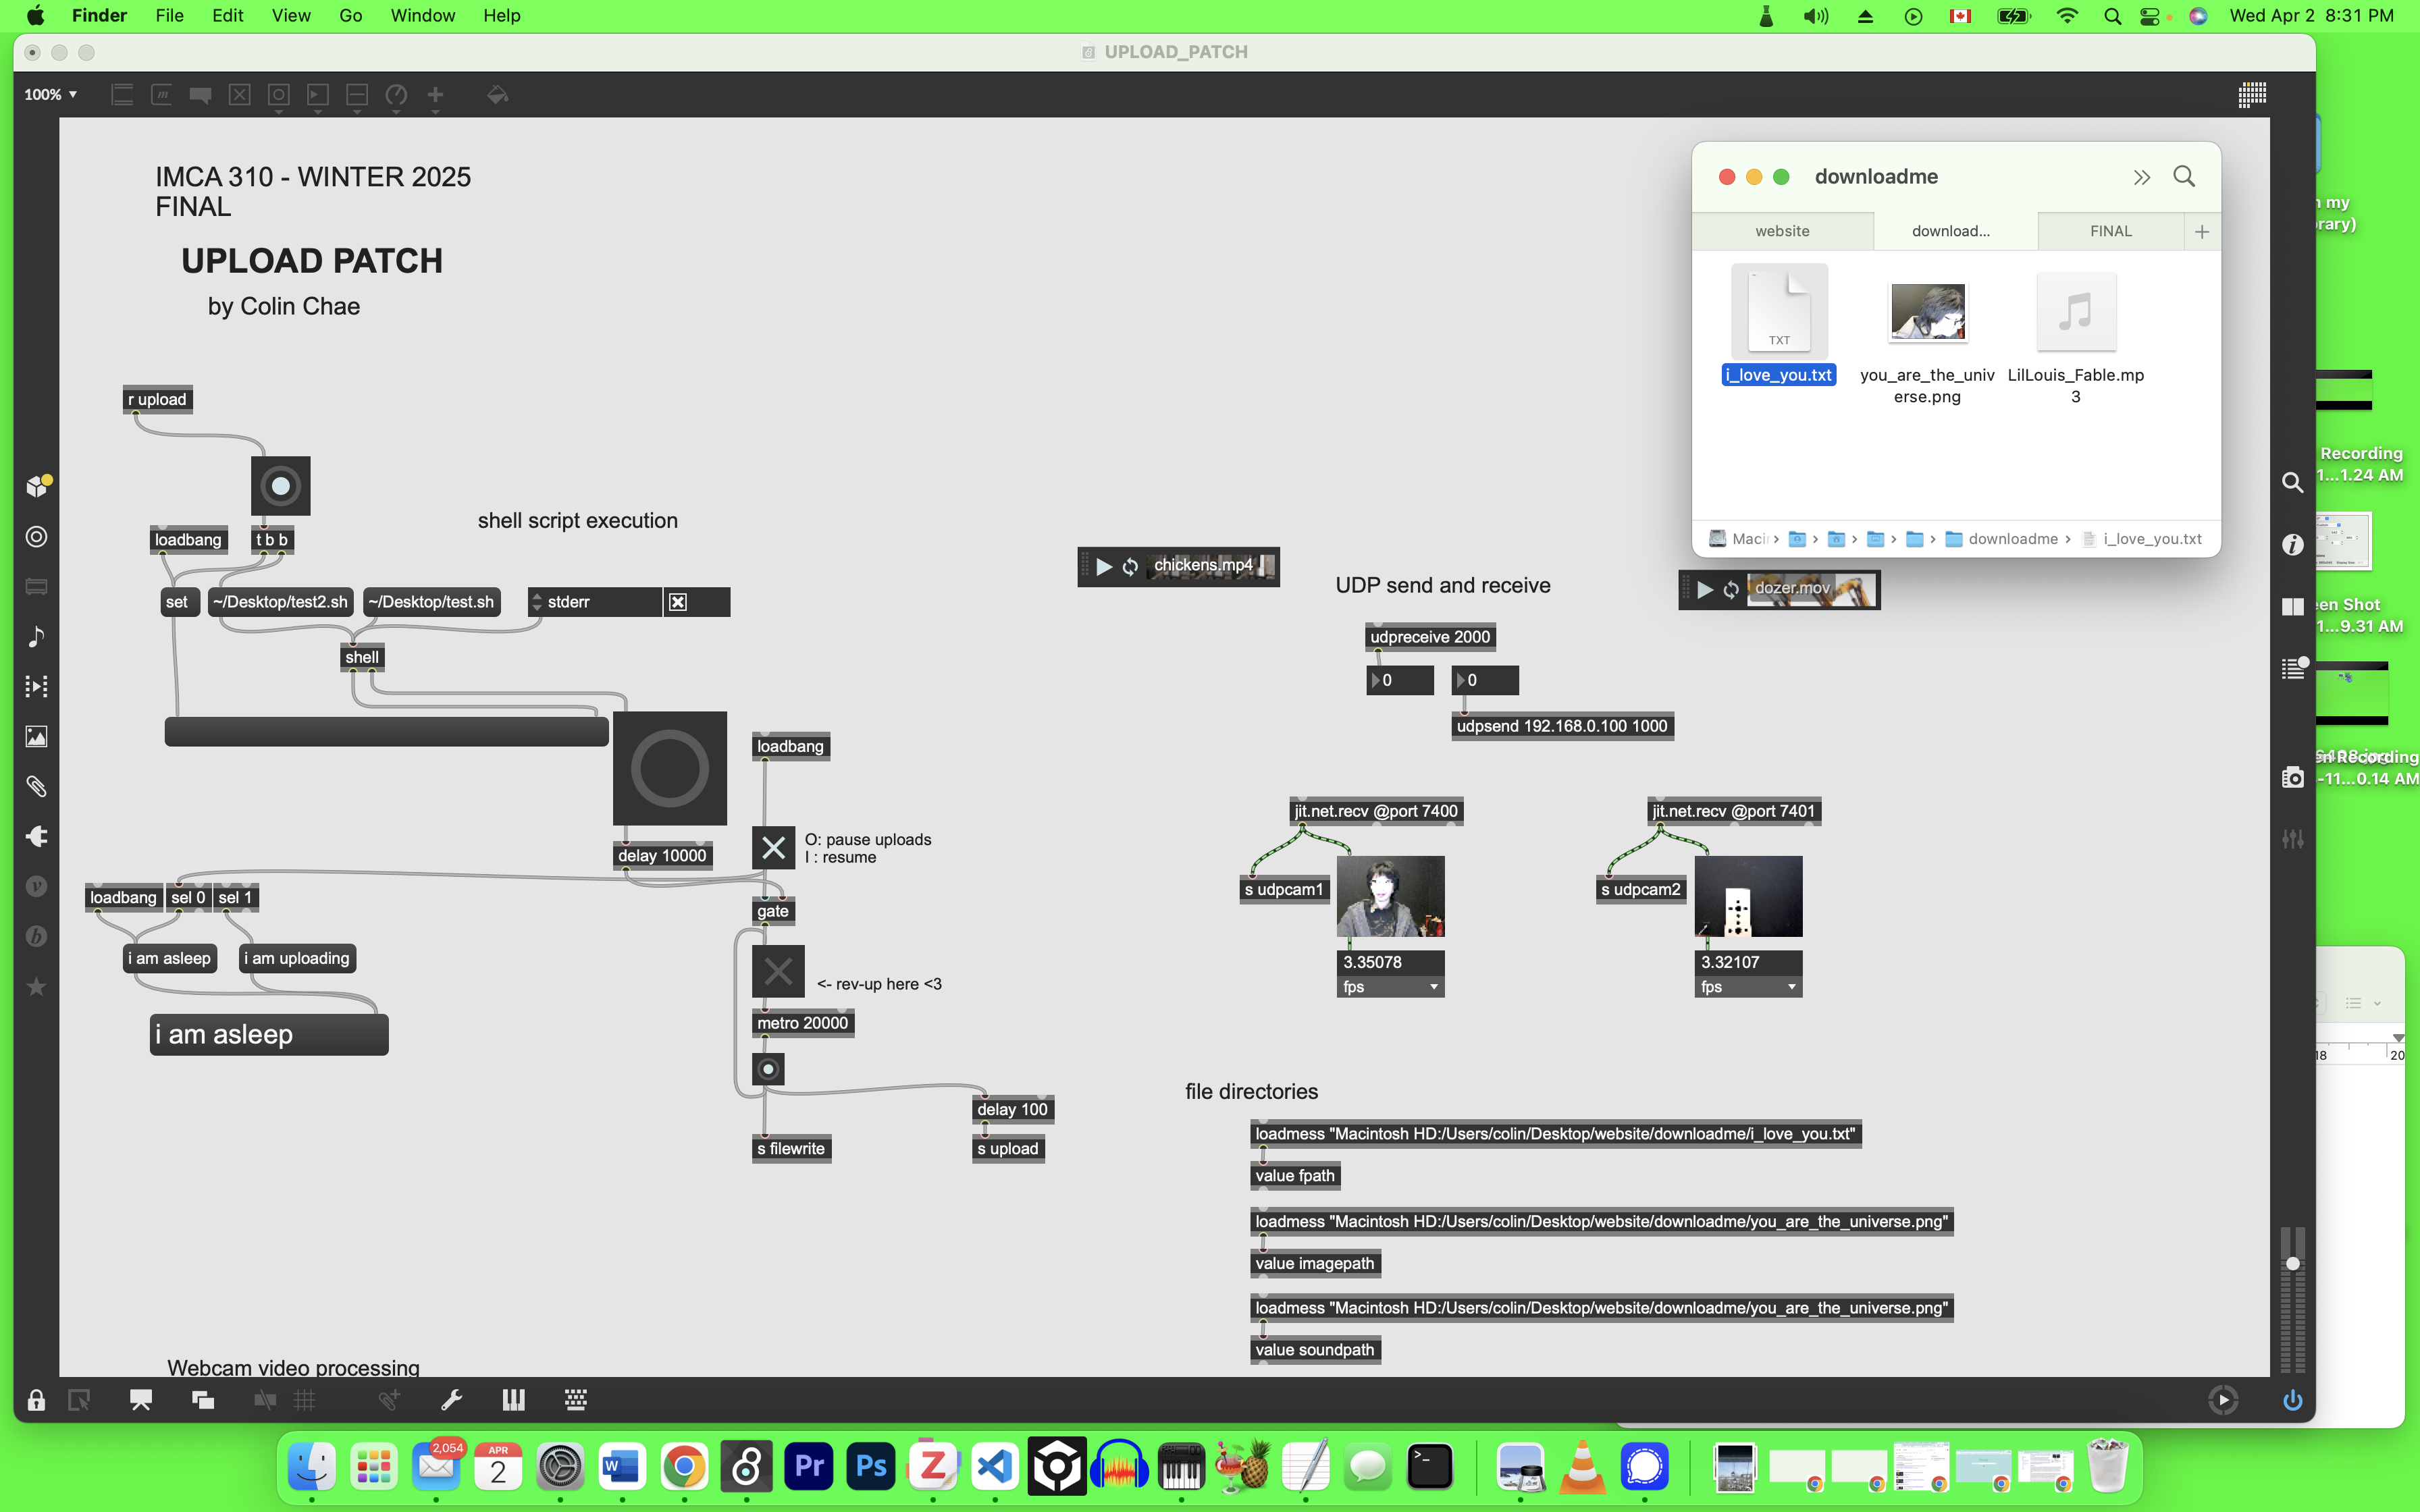 Finder File Edit View Go Window Help
Wed Apr 2 8:31 PM
UPLOAD_PATCH
100%
IMCA 310 - WINTER 2025
FINAL
UPLOAD PATCH
by Colin Chae
r upload
loadbang
t b b
shell script execution
set
~/Desktop/test2.sh
~/Desktop/test.sh
stderr
shell
loadbang
delay 10000
O: pause uploads
I : resume
loadbang
sel 0
sel 1
gate
i am asleep
i am uploading
<- rev-up here <3
i am asleep
metro 20000
delay 100
s filewrite
s upload
Webcam video processing
chickens.mp4
UDP send and receive
dozer.mov
udpreceive 2000
0
0
udpsend 192.168.0.100 1000
jit.net.recv @port 7400
jit.net.recv @port 7401
s udpcam1
s udpcam2
3.35078
fps
3.32107
fps
file directories
loadmess "Macintosh HD:/Users/colin/Desktop/website/downloadme/i_love_you.txt"
value fpath
loadmess "Macintosh HD:/Users/colin/Desktop/website/downloadme/you_are_the_universe.png"
value imagepath
loadmess "Macintosh HD:/Users/colin/Desktop/website/downloadme/you_are_the_universe.png"
value soundpath
downloadme
website
download...
FINAL
TXT
i_love_you.txt
you_are_the_univ
erse.png
LilLouis_Fable.mp
3
Maci
downloadme
i_love_you.txt
my
rary)
Recording
1...1.24 AM
en Shot
1...9.31 AM
Recording
-11...0.14 AM
18
20
2,054
APR
2
Pr
Ps